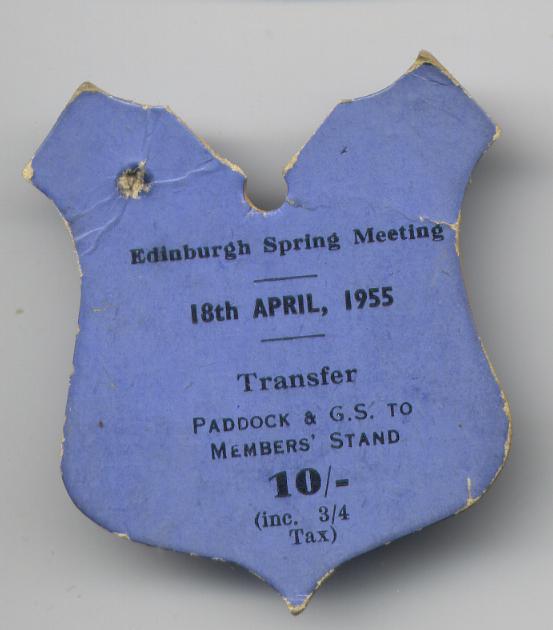 Edinburgh Spring Meeting
18th APRIL, 1955
Transfer
PADDOCK & G.S. TO
MEMBERS' STAND
10/-
(inc. 3/4
Tax)